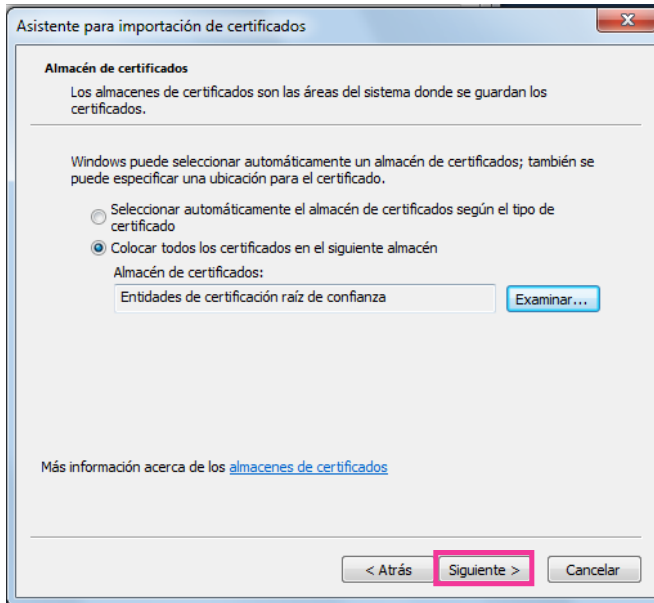 Asistente para importación de certificados
Almacén de certificados
Los almacenes de certificados son las áreas del sistema donde se guardan los
certificados.
Windows puede seleccionar automáticamente un almacén de certificados; también se
puede especificar una ubicación para el certificado.
Seleccionar automáticamente el almacén de certificados según el tipo de
certificado
Colocar todos los certificados en el siguiente almacén
Almacén de certificados:
Entidades de certificación raíz de confianza
Examinar...
Más información acerca de los almacenes de certificados
< Atrás
Siguiente >
Cancelar